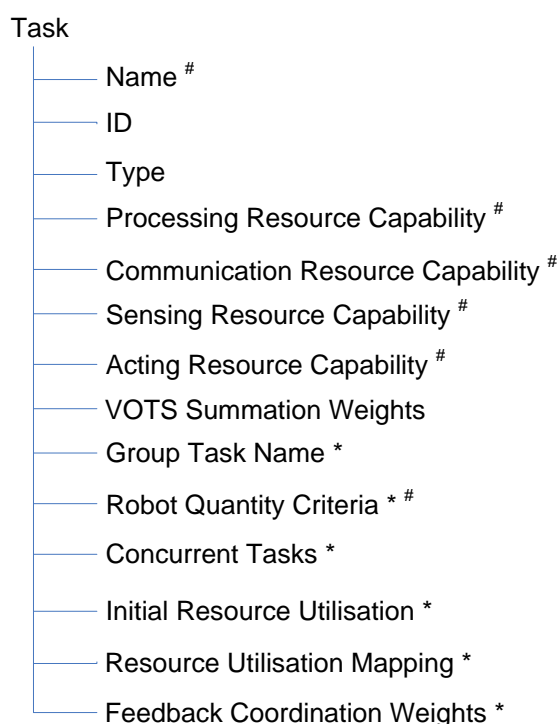 Task
Name #
ID
Type
Processing Resource Capability #
Communication Resource Capability #
Sensing Resource Capability #
Acting Resource Capability #
VOTS Summation Weights
Group Task Name *
Robot Quantity Criteria * #
Concurrent Tasks *
Initial Resource Utilisation *
Resource Utilisation Mapping *
Feedback Coordination Weights *